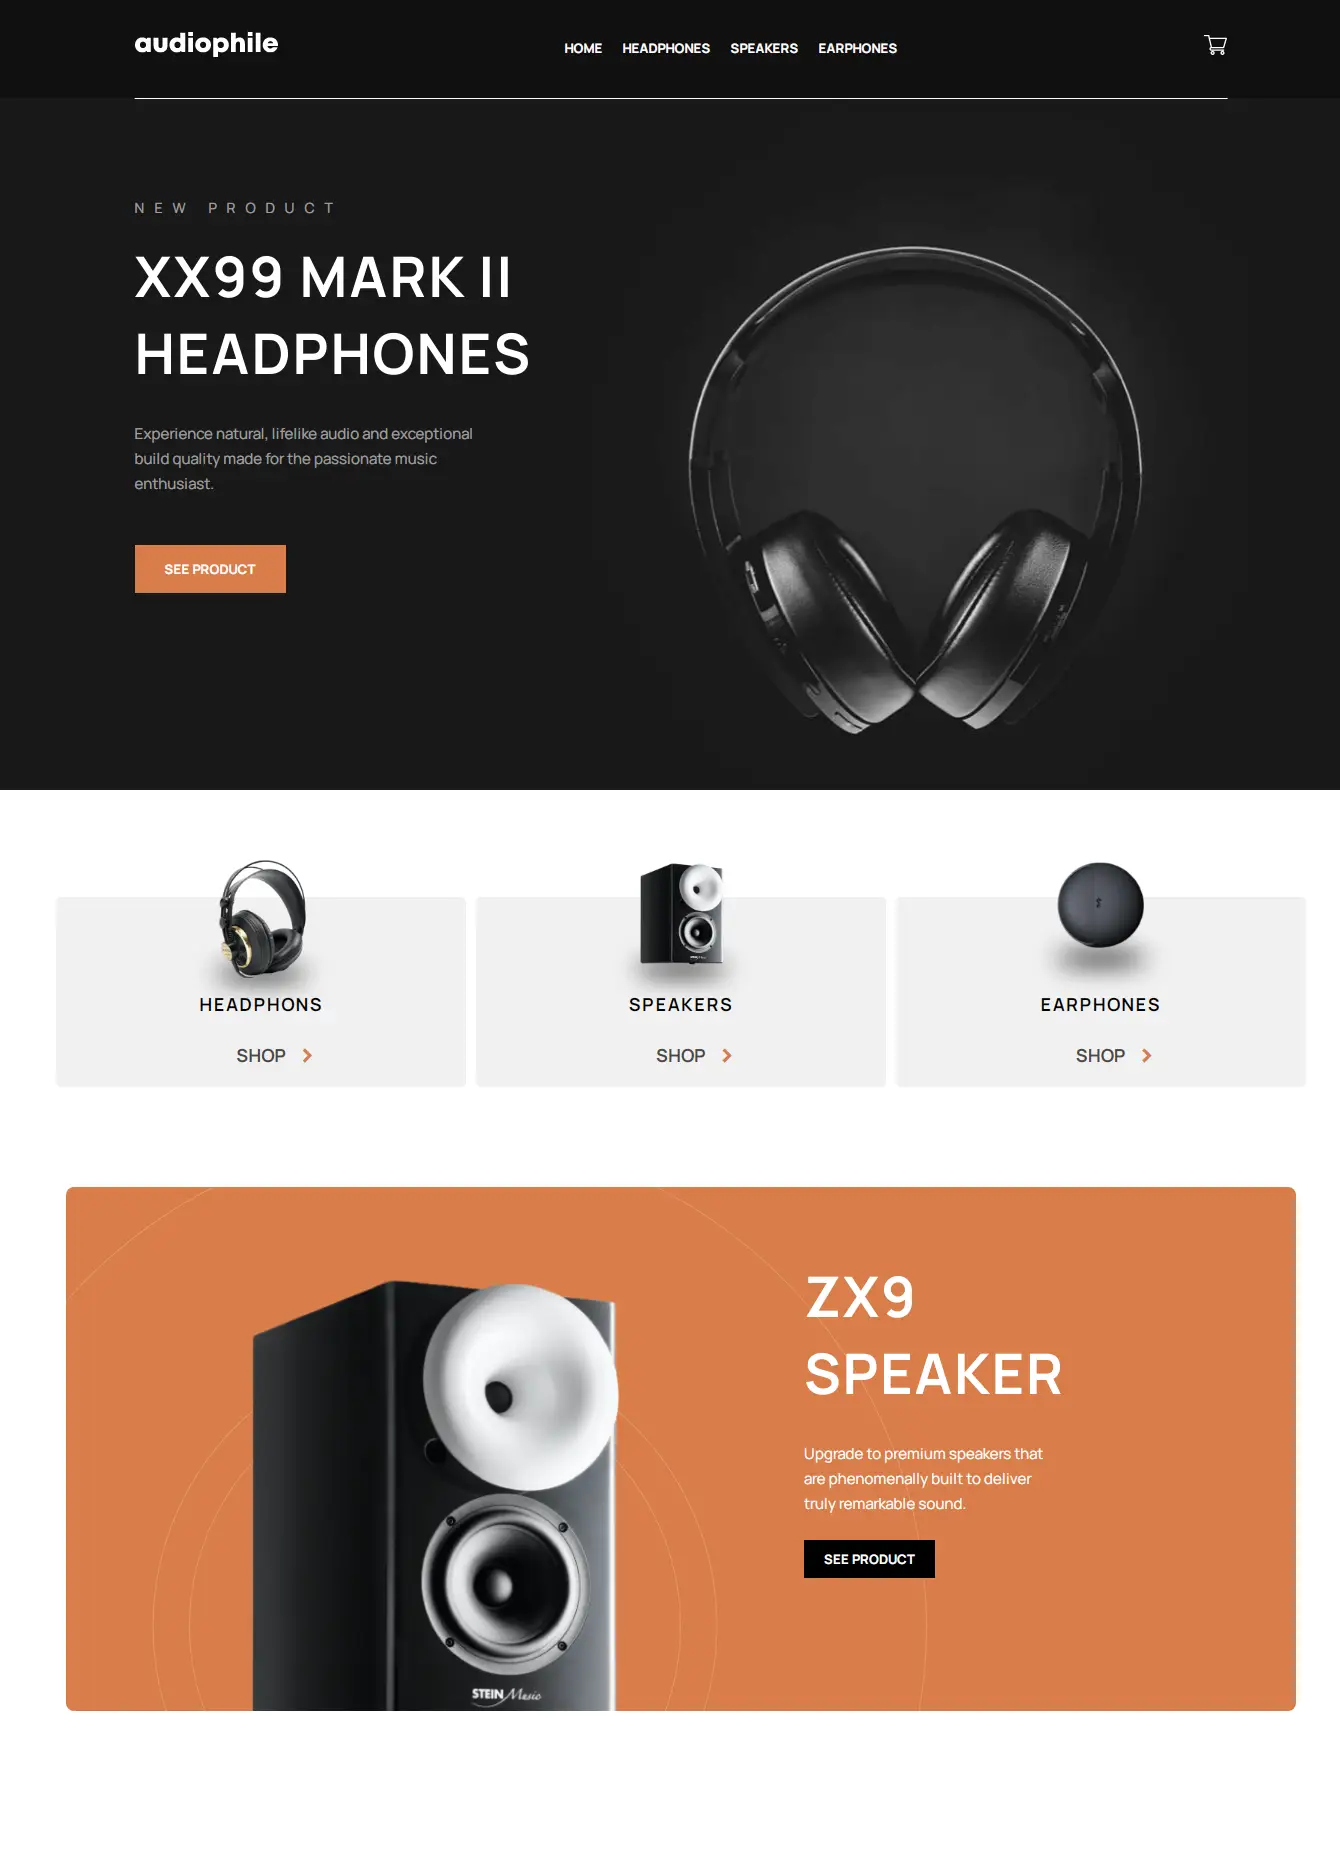 audiophile
HOME HEADPHONES SPEAKERS EARPHONES
NEW PRODUCT
XX99 MARK II
HEADPHONES
Experience natural, lifelike audio and exceptional
build quality made for the passionate music
enthusiast.
SEE PRODUCT
HEADPHONS
SPEAKERS
EARPHONES
SHOP
SHOP
SHOP
ZX9
SPEAKER
Upgrade to premium speakers that
are phenomenally built to deliver
truly remarkable sound.
SEE PRODUCT
STEIN Music